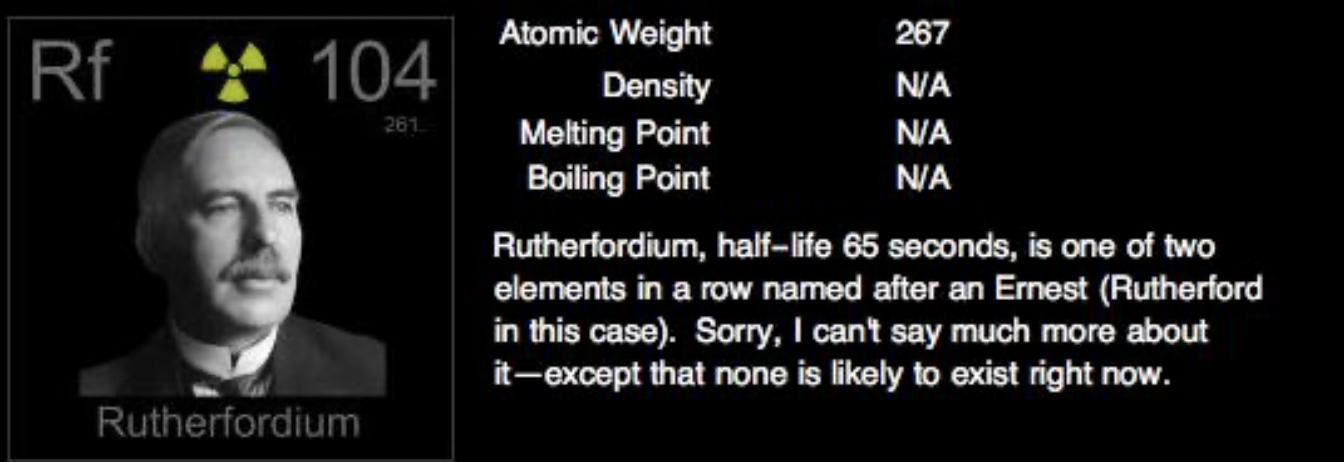 Rf 104
261.
Rutherfordium
Atomic Weight 267
Density N/A
Melting Point N/A
Boiling Point N/A
Rutherfordium, half–life 65 seconds, is one of two
elements in a row named after an Ernest (Rutherford
in this case).  Sorry, I can't say much more about
it—except that none is likely to exist right now.